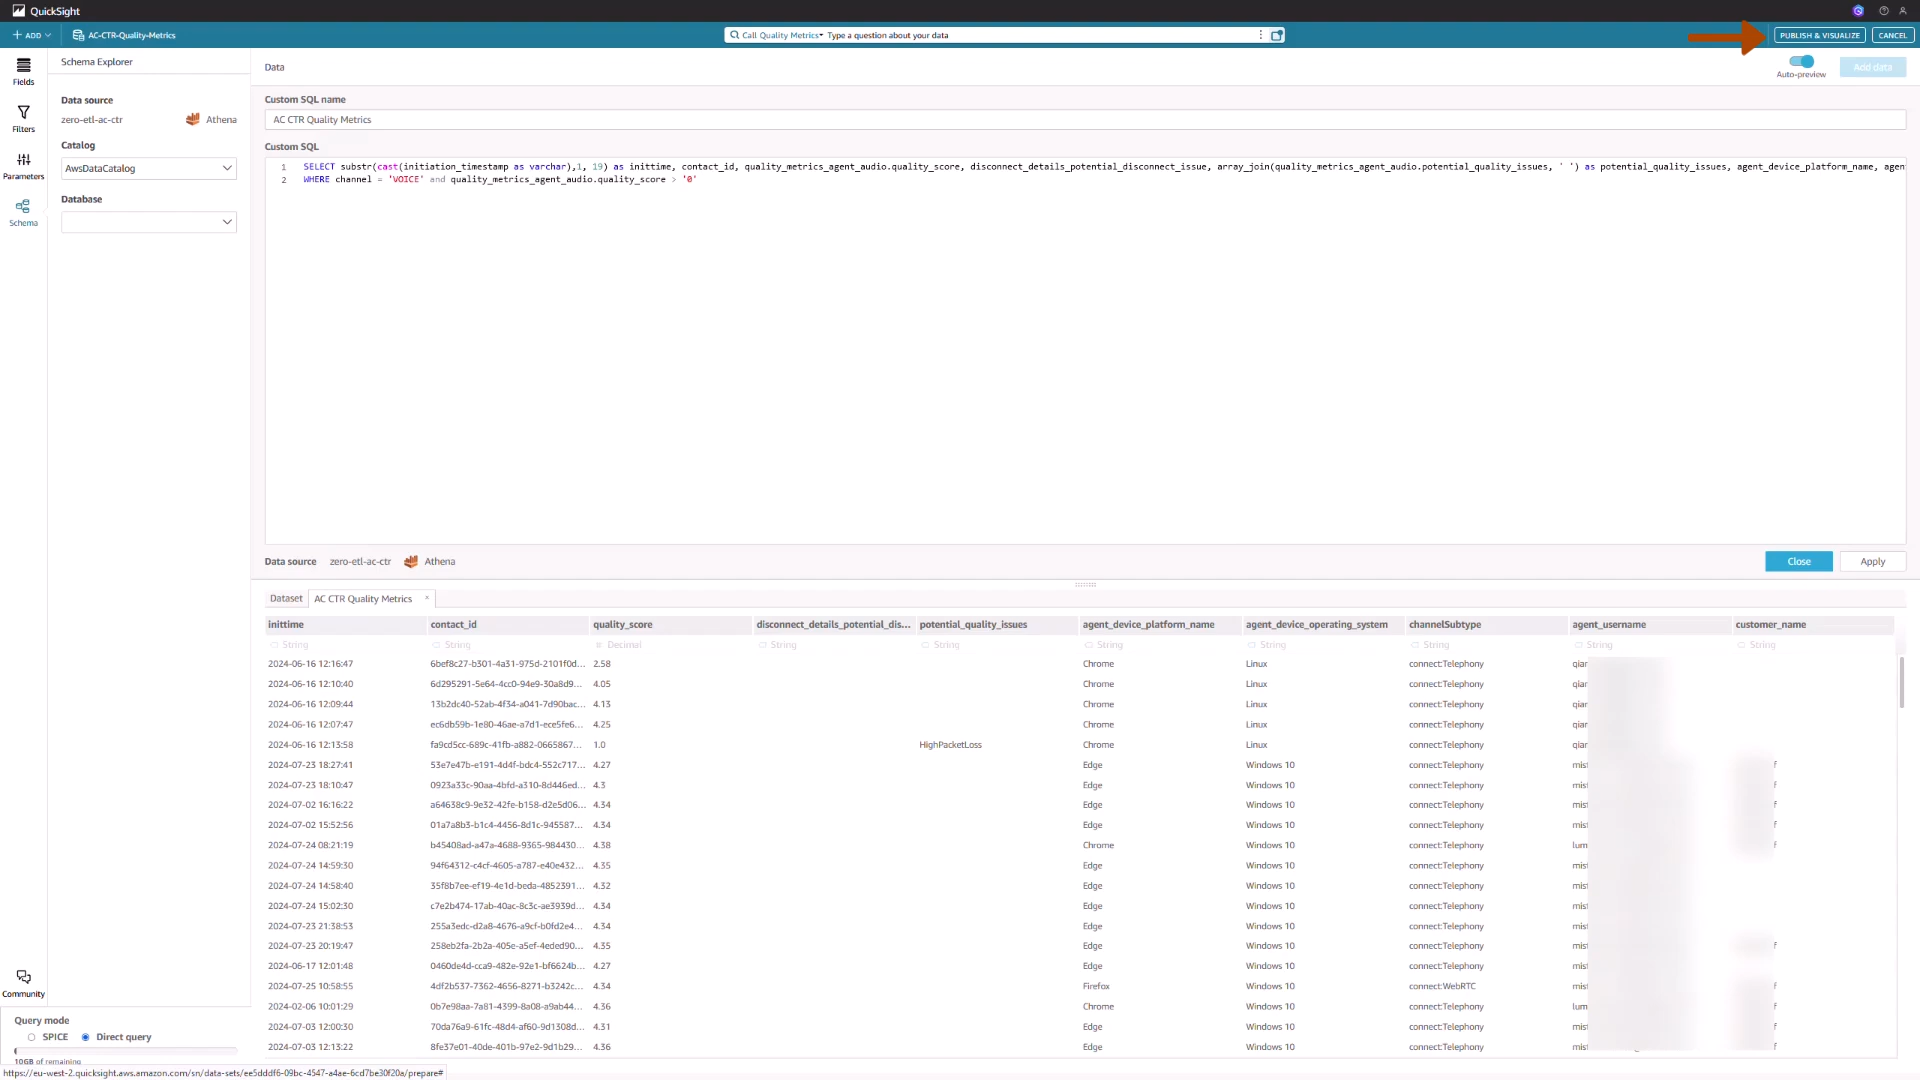 QuickSight
+ ADD
AC-CTR-Quality-Metrics
Call Quality Metrics Type a question about your data
PUBLISH & VISUALIZE
CANCEL
Fields
Filters
Parameters
Schema
Community
Schema Explorer
Data source
zero-etl-ac-ctr Athena
Catalog
AwsDataCatalog
Database
Data
Auto-preview
Add data
Custom SQL name
AC CTR Quality Metrics
Custom SQL
1 SELECT substr(cast(initiation_timestamp as varchar),1, 19) as inittime, contact_id, quality_metrics_agent_audio.quality_score, disconnect_details_potential_disconnect_issue, array_join(quality_metrics_agent_audio.potential_quality_issues, ' ') as potential_quality_issues, agent_device_platform_name, agen
2 WHERE channel = 'VOICE' and quality_metrics_agent_audio.quality_score > '0'
Data source zero-etl-ac-ctr Athena
Close
Apply
Dataset AC CTR Quality Metrics ×
inittime contact_id quality_score disconnect_details_potential_dis... potential_quality_issues agent_device_platform_name agent_device_operating_system channelSubtype agent_username customer_name
String String # Decimal String String String String String String String
2024-06-16 12:16:47 6bef8c27-b301-4a31-975d-2101f0d... 2.58 Chrome Linux connect:Telephony qiar
2024-06-16 12:10:40 6d295291-5e64-4cc0-94e9-30a8d9... 4.05 Chrome Linux connect:Telephony qiar
2024-06-16 12:09:44 13b2dc40-52ab-4f34-a041-7d90bac... 4.13 Chrome Linux connect:Telephony qiar
2024-06-16 12:07:47 ec6db59b-1e80-46ae-a7d1-ece5fe6... 4.25 Chrome Linux connect:Telephony qiar
2024-06-16 12:13:58 fa9cd5cc-689c-41fb-a882-0665867... 1.0 HighPacketLoss Chrome Linux connect:Telephony qiar
2024-07-23 18:27:41 53e7e47b-e191-4d4f-bdc4-552c717... 4.27 Edge Windows 10 connect:Telephony mist f
2024-07-23 18:10:47 0923a33c-90aa-4bfd-a310-8d446ed... 4.3 Edge Windows 10 connect:Telephony mist f
2024-07-02 16:16:22 a64638c9-9e32-42fe-b158-d2e5d06... 4.34 Edge Windows 10 connect:Telephony mist f
2024-07-02 15:52:56 01a7a8b3-b1c4-4456-8d1c-945587... 4.34 Edge Windows 10 connect:Telephony mist f
2024-07-24 08:21:19 b45408ad-a47a-4688-9365-984430... 4.38 Chrome Windows 10 connect:Telephony lum f
2024-07-24 14:59:30 94f64312-c4cf-4605-a787-e40e432... 4.35 Edge Windows 10 connect:Telephony mist
2024-07-24 14:58:40 35f8b7ee-ef19-4e1d-beda-4852391... 4.32 Edge Windows 10 connect:Telephony mist
2024-07-24 15:02:30 c7e2b474-17ab-40ac-8c3c-ae3939d... 4.34 Edge Windows 10 connect:Telephony mist
2024-07-23 21:38:53 255a3edc-d2a8-4676-a9cf-b0fd2e4... 4.34 Edge Windows 10 connect:Telephony mist
2024-07-23 20:19:47 258eb2fa-2b2a-405e-a5ef-4eded90... 4.35 Edge Windows 10 connect:Telephony mist f
2024-06-17 12:01:48 0460de4d-cca9-482e-92e1-bf6624b... 4.27 Edge Windows 10 connect:Telephony mist
2024-07-25 10:58:55 4df2b537-7362-4656-8271-b3242c... 4.34 Firefox Windows 10 connect:WebRTC mist f
2024-02-06 10:01:29 0b7e98aa-7a81-4399-8a08-a9ab44... 4.36 Chrome Windows 10 connect:Telephony lum f
2024-07-03 12:00:30 70da76a9-61fc-48d4-af60-9d1308d... 4.31 Edge Windows 10 connect:Telephony mist f
2024-07-03 12:13:22 8fe37e01-40de-401b-97e2-9d1b29... 4.36 Edge Windows 10 connect:Telephony mist f
Query mode
SPICE Direct query
10GB of remaining
https://eu-west-2.quicksight.aws.amazon.com/sn/data-sets/ee5dddf6-09bc-4547-a4ae-6cd7be30f20a/prepare#